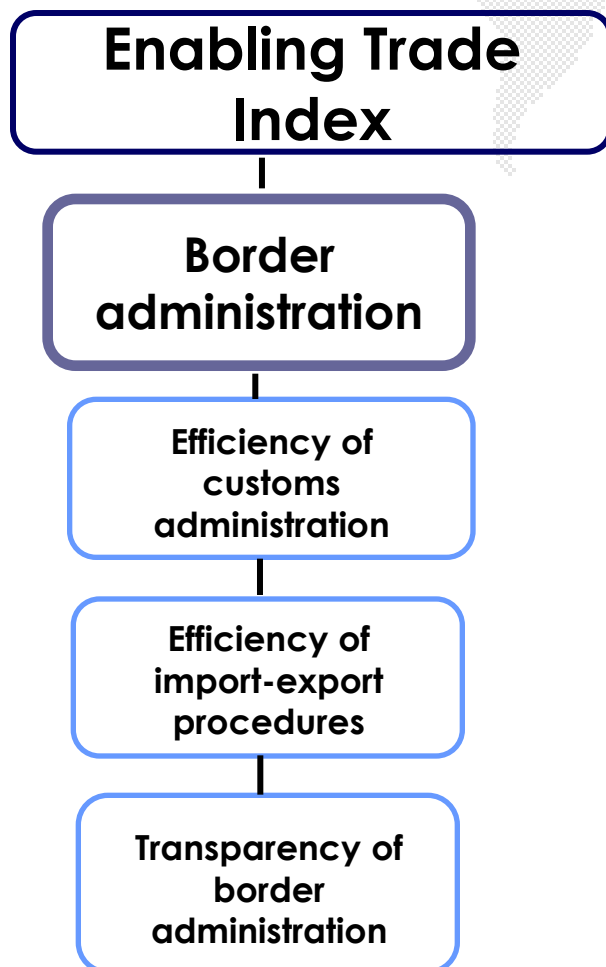 Enabling Trade
Index
Border
administration
Efficiency of
customs
administration
Efficiency of
import-export
procedures
Transparency of
border
administration